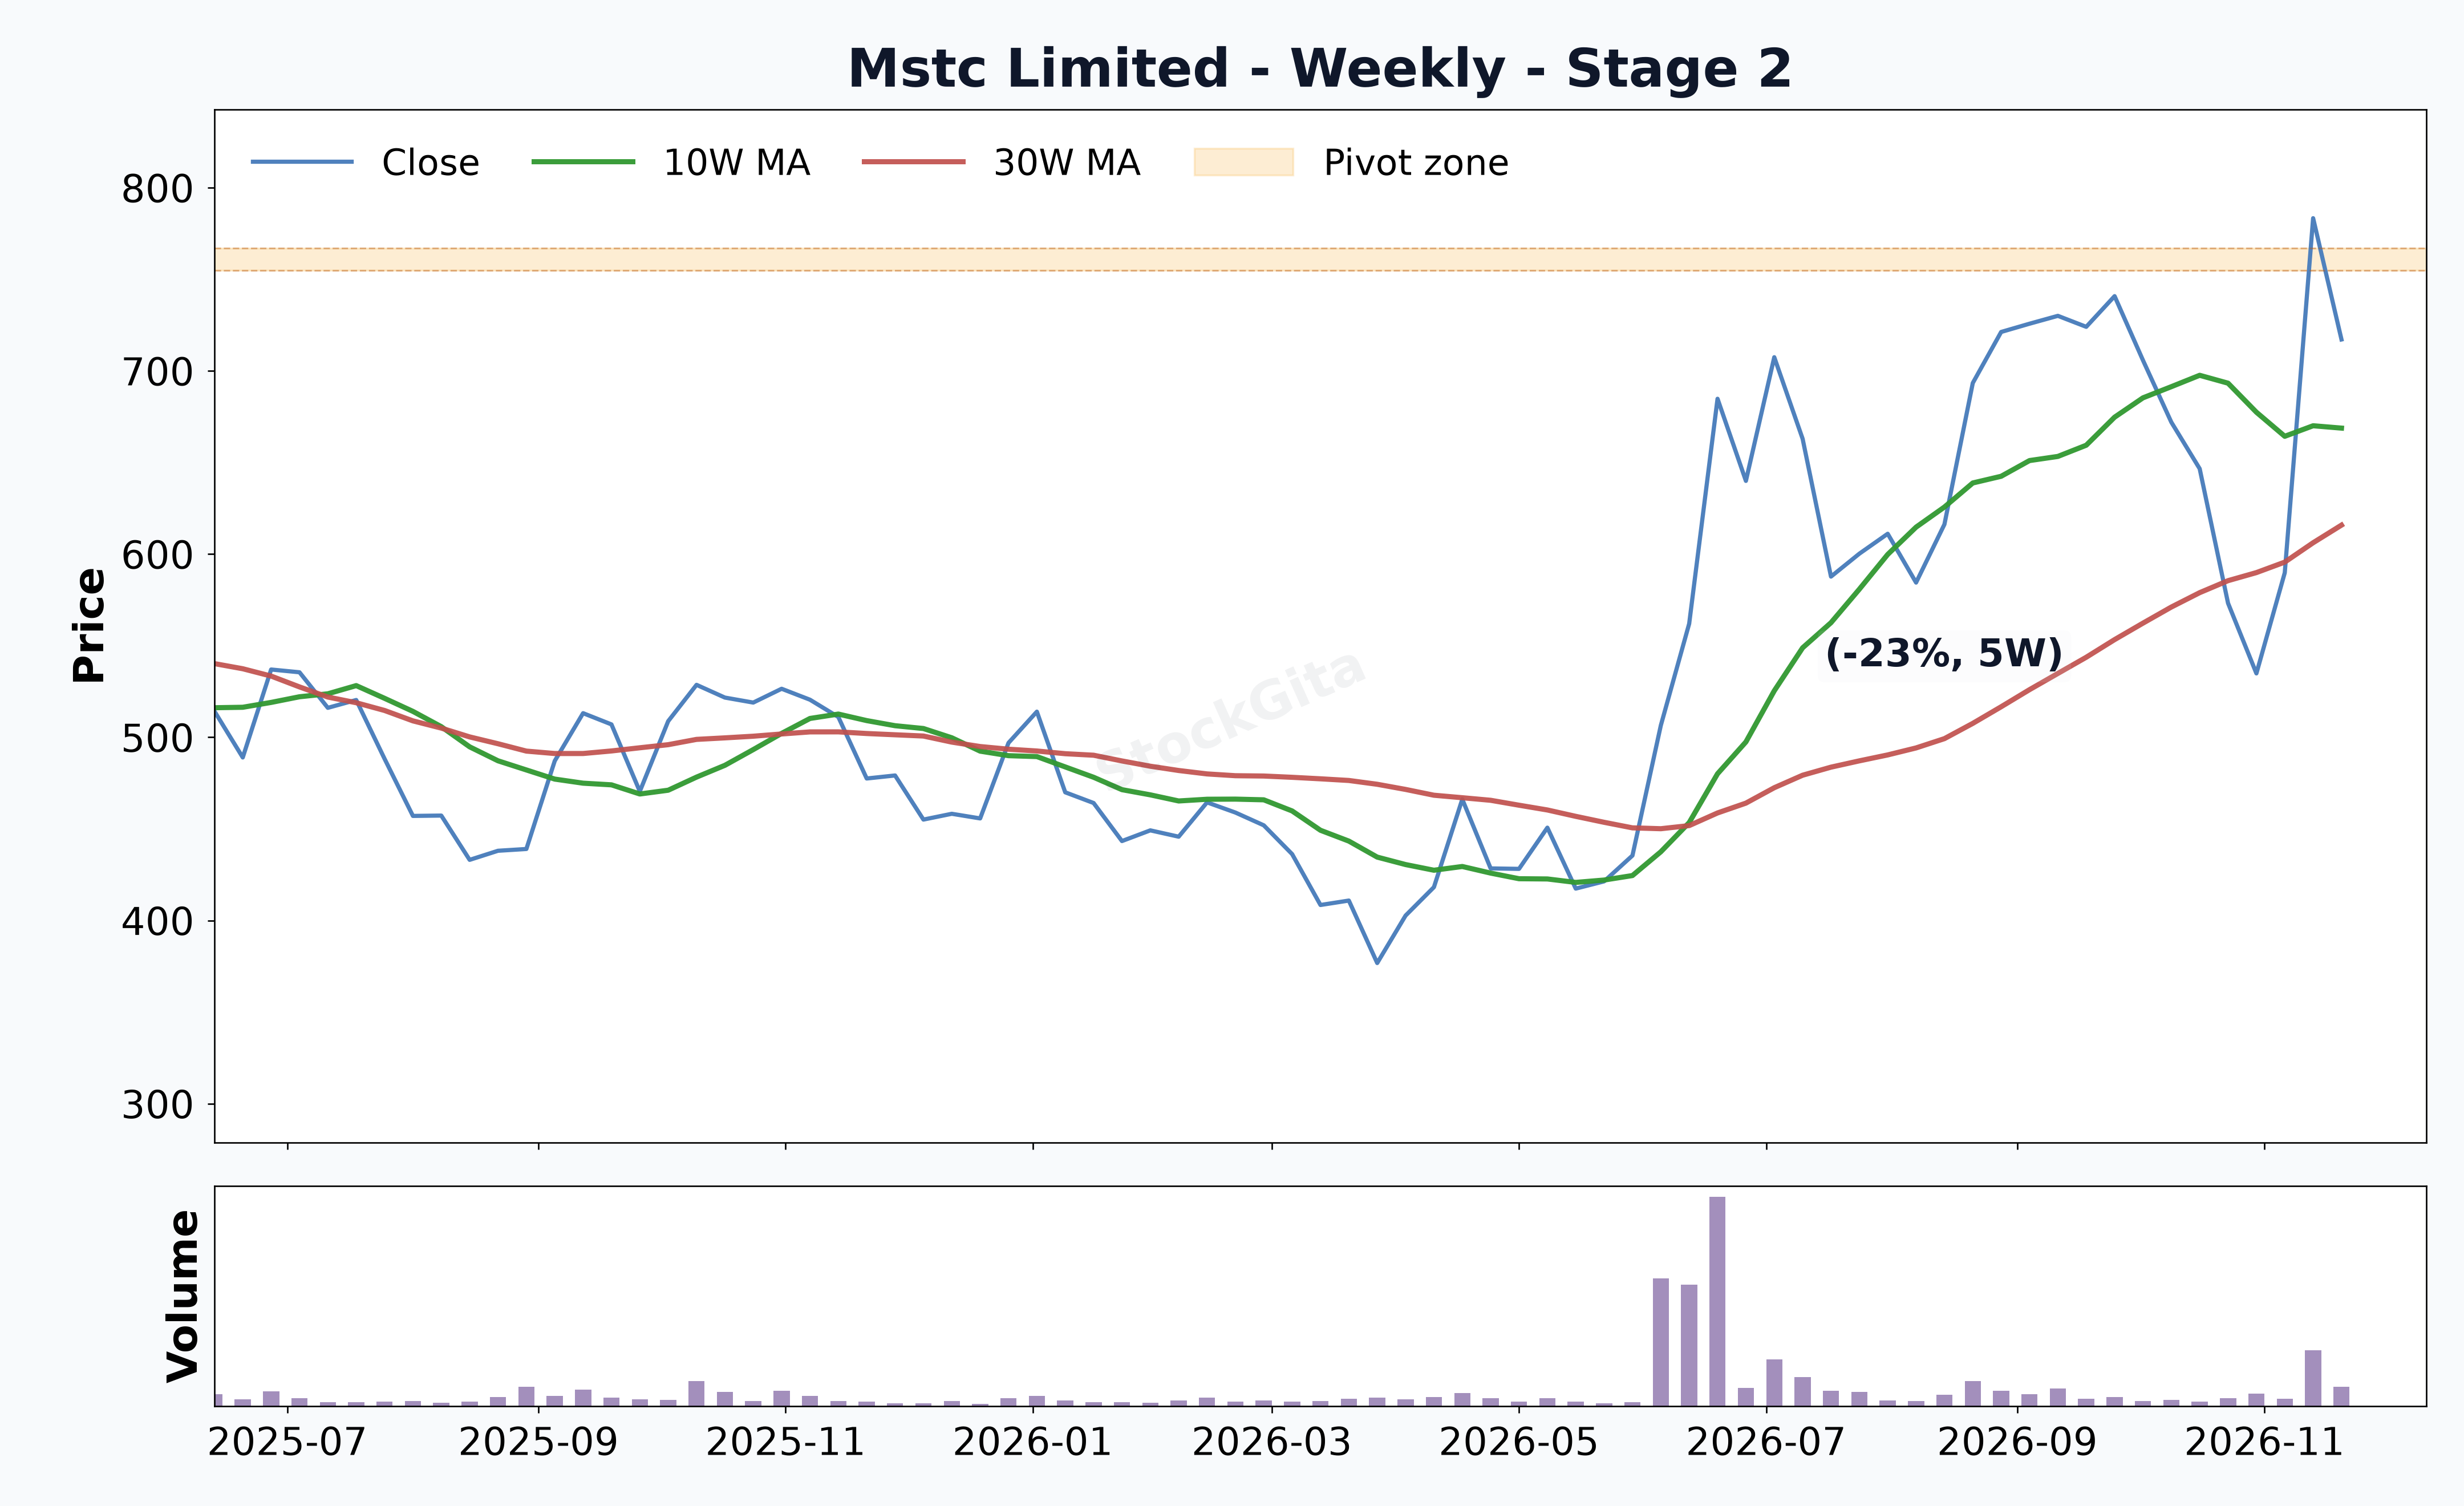 Mstc Limited - Weekly - Stage 2
Close 10W MA 30W MA Pivot zone
800
700
600
500
400
300
Price
(-23%, 5W)
StockGita
Volume
2025-07 2025-09 2025-11 2026-01 2026-03 2026-05 2026-07 2026-09 2026-11